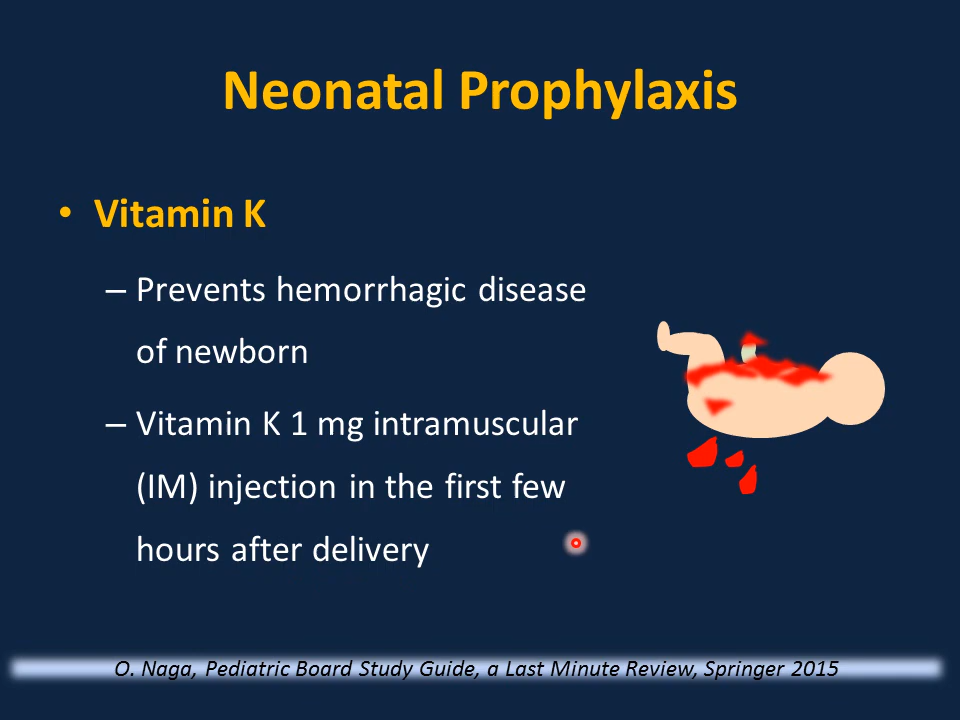 Neonatal Prophylaxis
• Vitamin K
– Prevents hemorrhagic disease
of newborn
– Vitamin K 1 mg intramuscular
(IM) injection in the first few
hours after delivery
O. Naga, Pediatric Board Study Guide, a Last Minute Review, Springer 2015